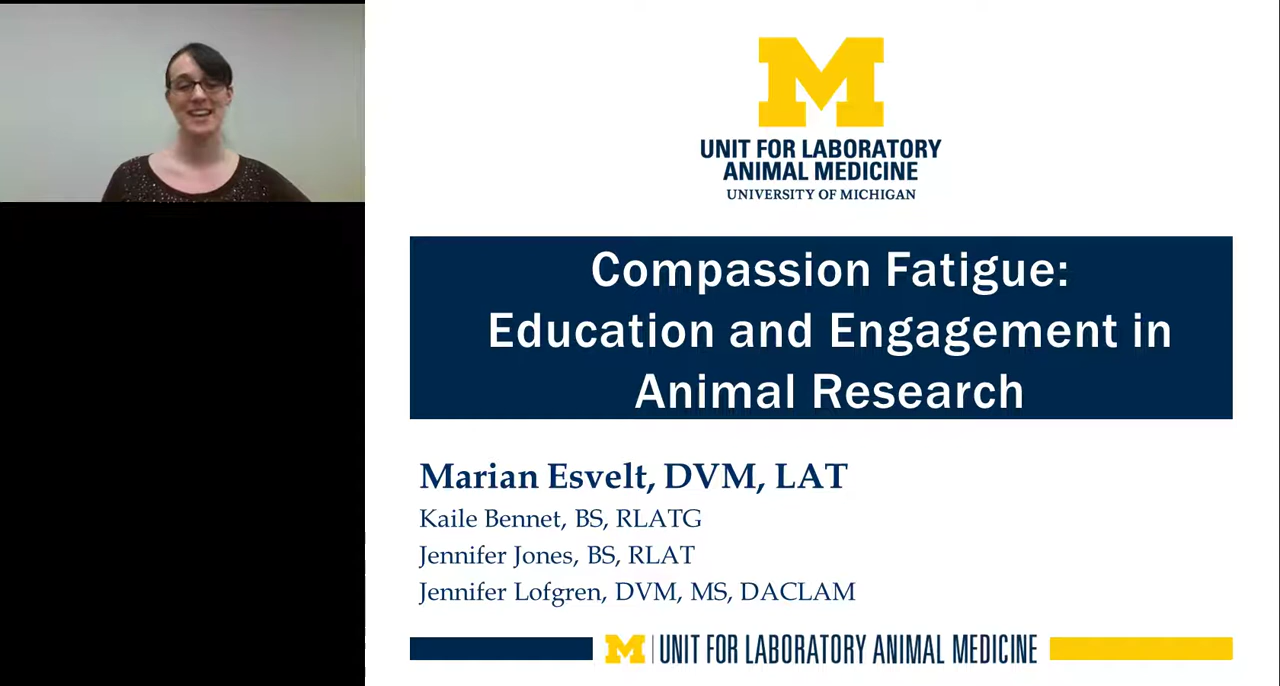 M
UNIT FOR LABORATORY
ANIMAL MEDICINE
UNIVERSITY OF MICHIGAN
Compassion Fatigue:
Education and Engagement in
Animal Research
Marian Esvelt, DVM, LAT
Kaile Bennet, BS, RLATG
Jennifer Jones, BS, RLAT
Jennifer Lofgren, DVM, MS, DACLAM
M | UNIT FOR LABORATORY ANIMAL MEDICINE